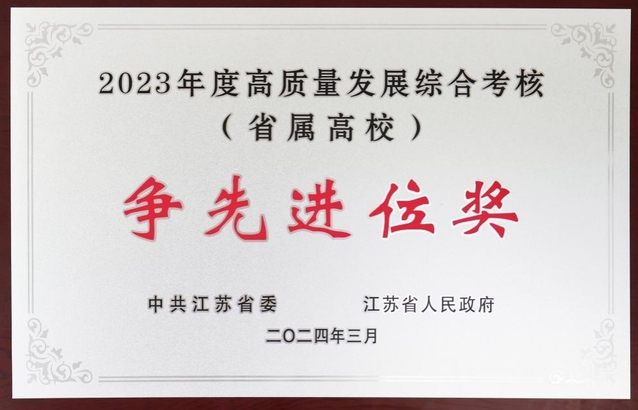 2023年度高质量发展综合考核
（省属高校）
争先进位奖
中共江苏省委 江苏省人民政府
二〇二四年三月